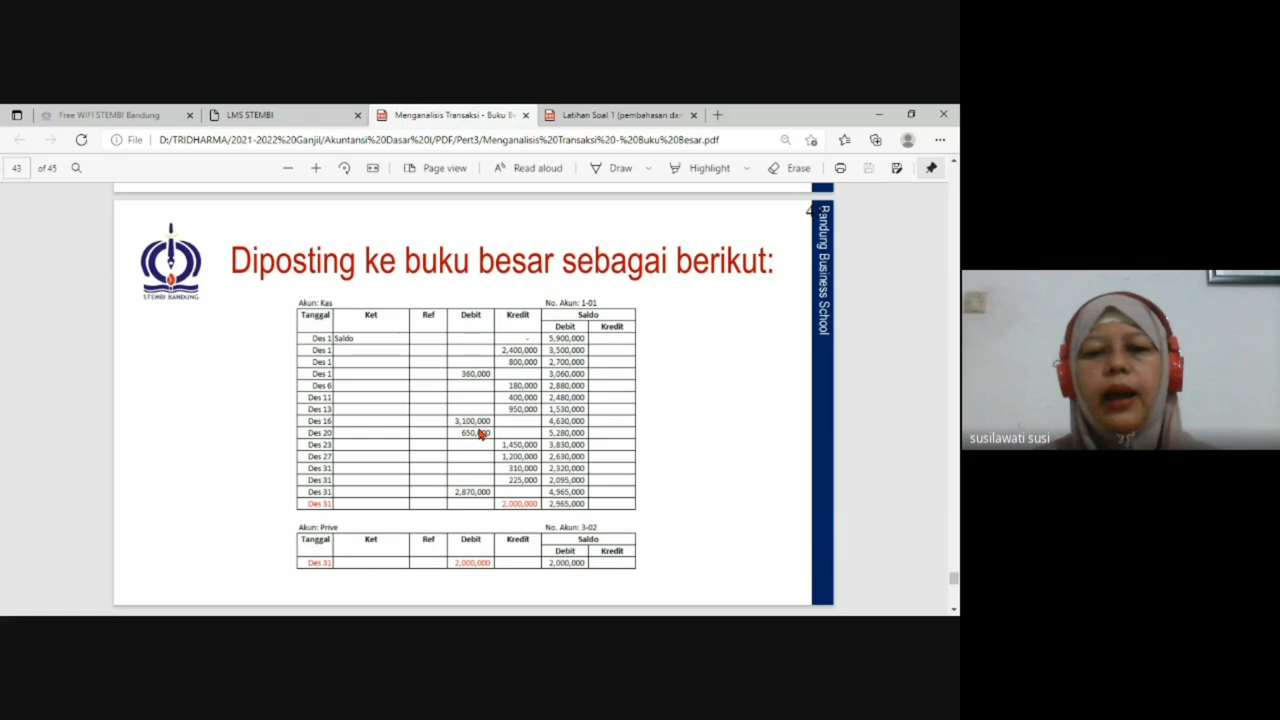 Free WIFI STEMBI Bandung
LMS STEMBI
Menganalisis Transaksi - Buku B
Latihan Soal 1 (pembahasan dar
File D:/TRIDHARMA/2021-2022%20Ganjil/Akuntansi%20Dasar%20I/PDF/Pert3/Menganalisis%20Transaksi%20-%20Buku%20Besar.pdf
43 of 45 Page view Read aloud Draw Highlight Erase
4
Bandung Business School
STEMBI BANDUNG
Diposting ke buku besar sebagai berikut:
Akun: Kas No. Akun: 1-01
Tanggal Ket Ref Debit Kredit Saldo
Debit Kredit
Des 1 Saldo - 5,900,000
Des 1 2,400,000 3,500,000
Des 1 800,000 2,700,000
Des 1 360,000 3,060,000
Des 6 180,000 2,880,000
Des 11 400,000 2,480,000
Des 13 950,000 1,530,000
Des 16 3,100,000 4,630,000
Des 20 650,000 5,280,000
Des 23 1,450,000 3,830,000
Des 27 1,200,000 2,630,000
Des 31 310,000 2,320,000
Des 31 225,000 2,095,000
Des 31 2,870,000 4,965,000
Des 31 2,000,000 2,965,000
Akun: Prive No. Akun: 3-02
Tanggal Ket Ref Debit Kredit Saldo
Debit Kredit
Des 31 2,000,000 2,000,000
susilawati susi